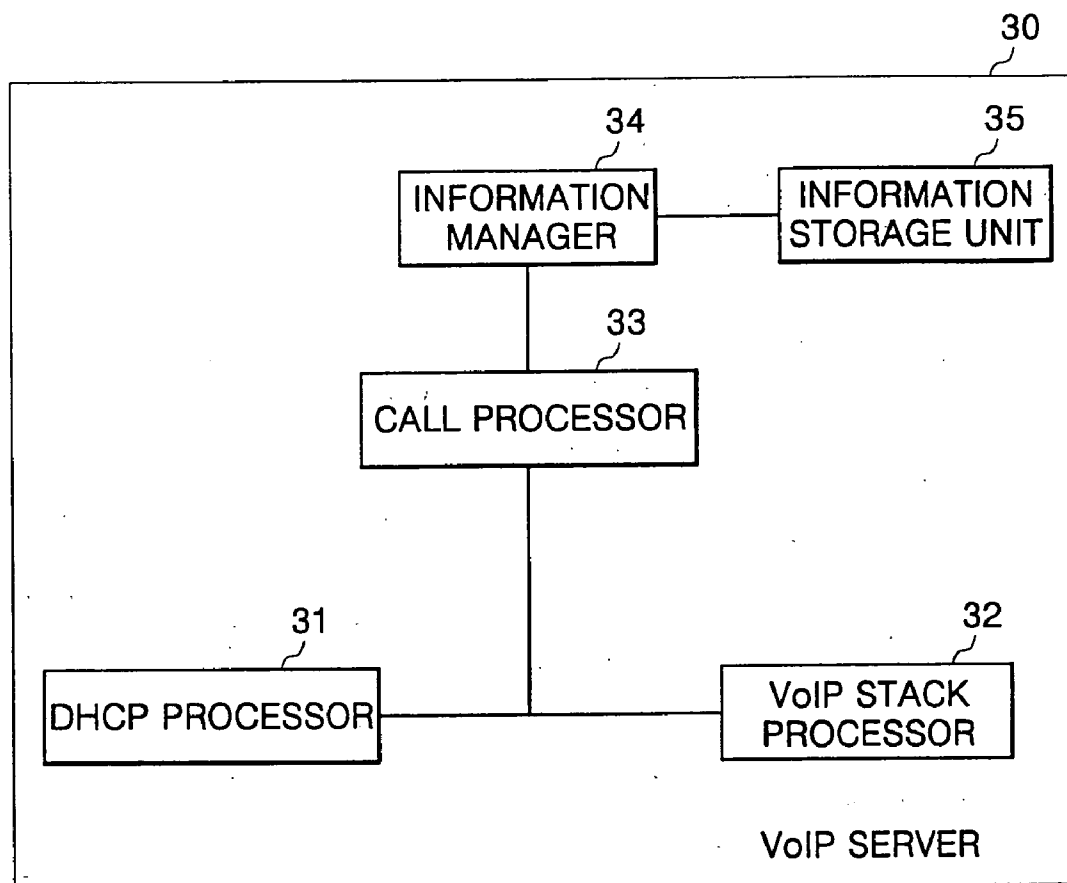 30
34
35
INFORMATION
MANAGER
INFORMATION
STORAGE UNIT
33
CALL PROCESSOR
31
32
DHCP PROCESSOR
VoIP STACK
PROCESSOR
VoIP SERVER